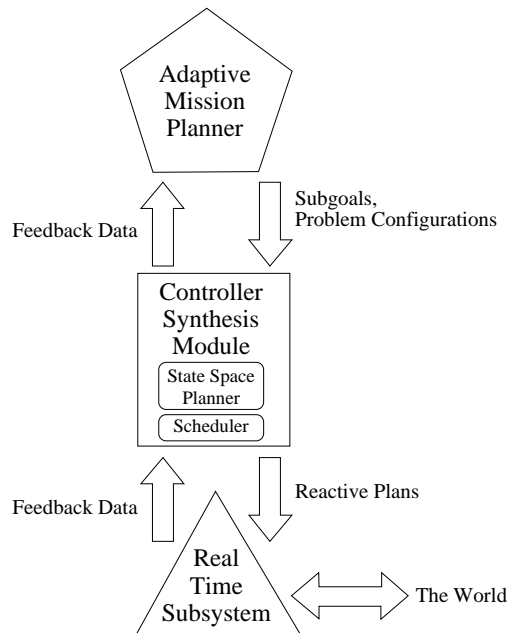 Adaptive
Mission
Planner
Subgoals,
Problem Configurations
Feedback Data
Controller
Synthesis
Module
State Space
Planner
Scheduler
Reactive Plans
Feedback Data
Real
Time
Subsystem
The World